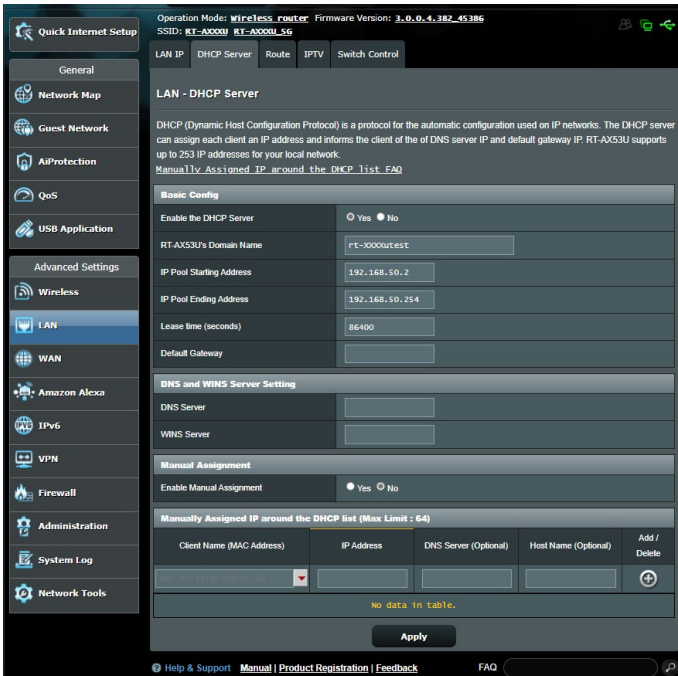 Operation Mode: Wireless router Firmware Version: 3.0.0.4.382_45386
SSID: RT-AXXXU RT-AXXXU_5G
Quick Internet Setup
General
Network Map
Guest Network
AiProtection
QoS
USB Application
Advanced Settings
Wireless
LAN
WAN
Amazon Alexa
IPv6
VPN
Firewall
Administration
System Log
Network Tools
LAN IP DHCP Server Route IPTV Switch Control
LAN - DHCP Server
DHCP (Dynamic Host Configuration Protocol) is a protocol for the automatic configuration used on IP networks. The DHCP server
can assign each client an IP address and informs the client of the of DNS server IP and default gateway IP. RT-AX53U supports
up to 253 IP addresses for your local network.
Manually Assigned IP around the DHCP list FAQ
Basic Config
Enable the DHCP Server Yes No
RT-AX53U's Domain Name rt-XXXXutest
IP Pool Starting Address 192.168.50.2
IP Pool Ending Address 192.168.50.254
Lease time (seconds) 86400
Default Gateway
DNS and WINS Server Setting
DNS Server
WINS Server
Manual Assignment
Enable Manual Assignment Yes No
Manually Assigned IP around the DHCP list (Max Limit : 64)
Client Name (MAC Address) IP Address DNS Server (Optional) Host Name (Optional) Add / Delete
No data in table.
Apply
Help & Support Manual | Product Registration | Feedback FAQ